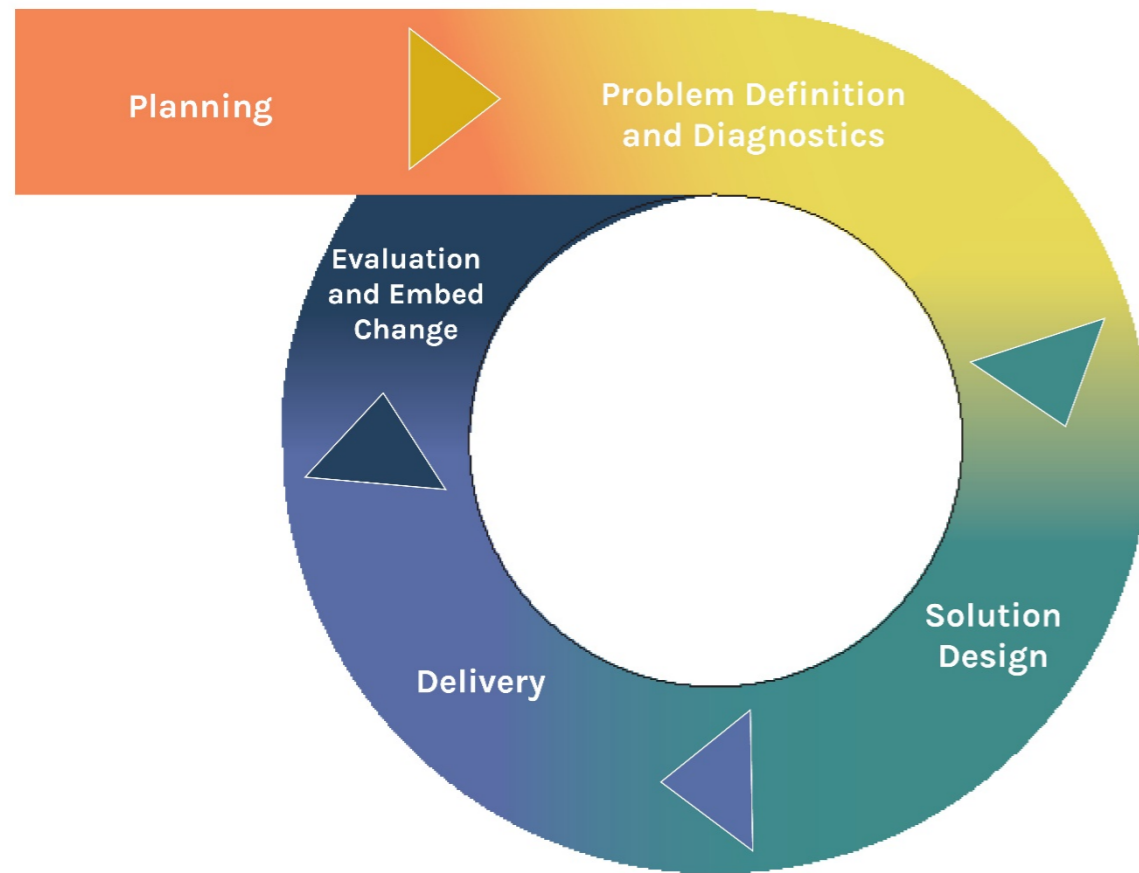 Planning
Problem Definition
and Diagnostics
Solution
Design
Delivery
Evaluation
and Embed
Change